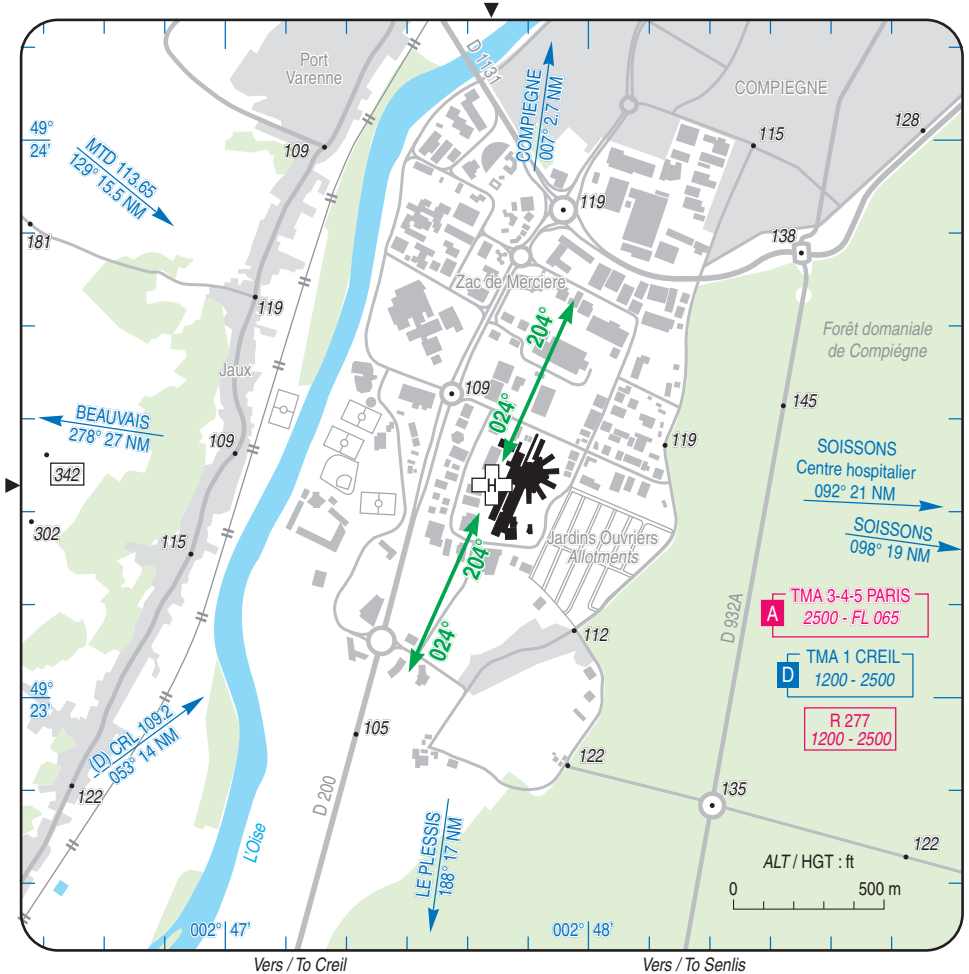 Port
Varenne
D 1131
COMPIEGNE
007° 2.7 NM
COMPIEGNE
49°
24'
MTD 113.65
129° 15.5 NM
109
115
128
181
119
138
119
Zac de Merciere
204°
024°
Forêt domaniale
de Compiégne
Jaux
109
145
BEAUVAIS
278° 27 NM
109
119
342
SOISSONS
Centre hospitalier
092° 21 NM
H
302
115
Jardins Ouvriers
Allotments
SOISSONS
098° 19 NM
204°
024°
A
TMA 3-4-5 PARIS
2500 - FL 065
112
D 932A
D
TMA 1 CREIL
1200 - 2500
49°
23'
R 277
1200 - 2500
(D) CRL 109.2
053° 14 NM
105
122
122
135
D 200
L'Oise
LE PLESSIS
188° 17 NM
122
ALT / HGT : ft
0
500 m
002° 47'
002° 48'
Vers / To Creil
Vers / To Senlis